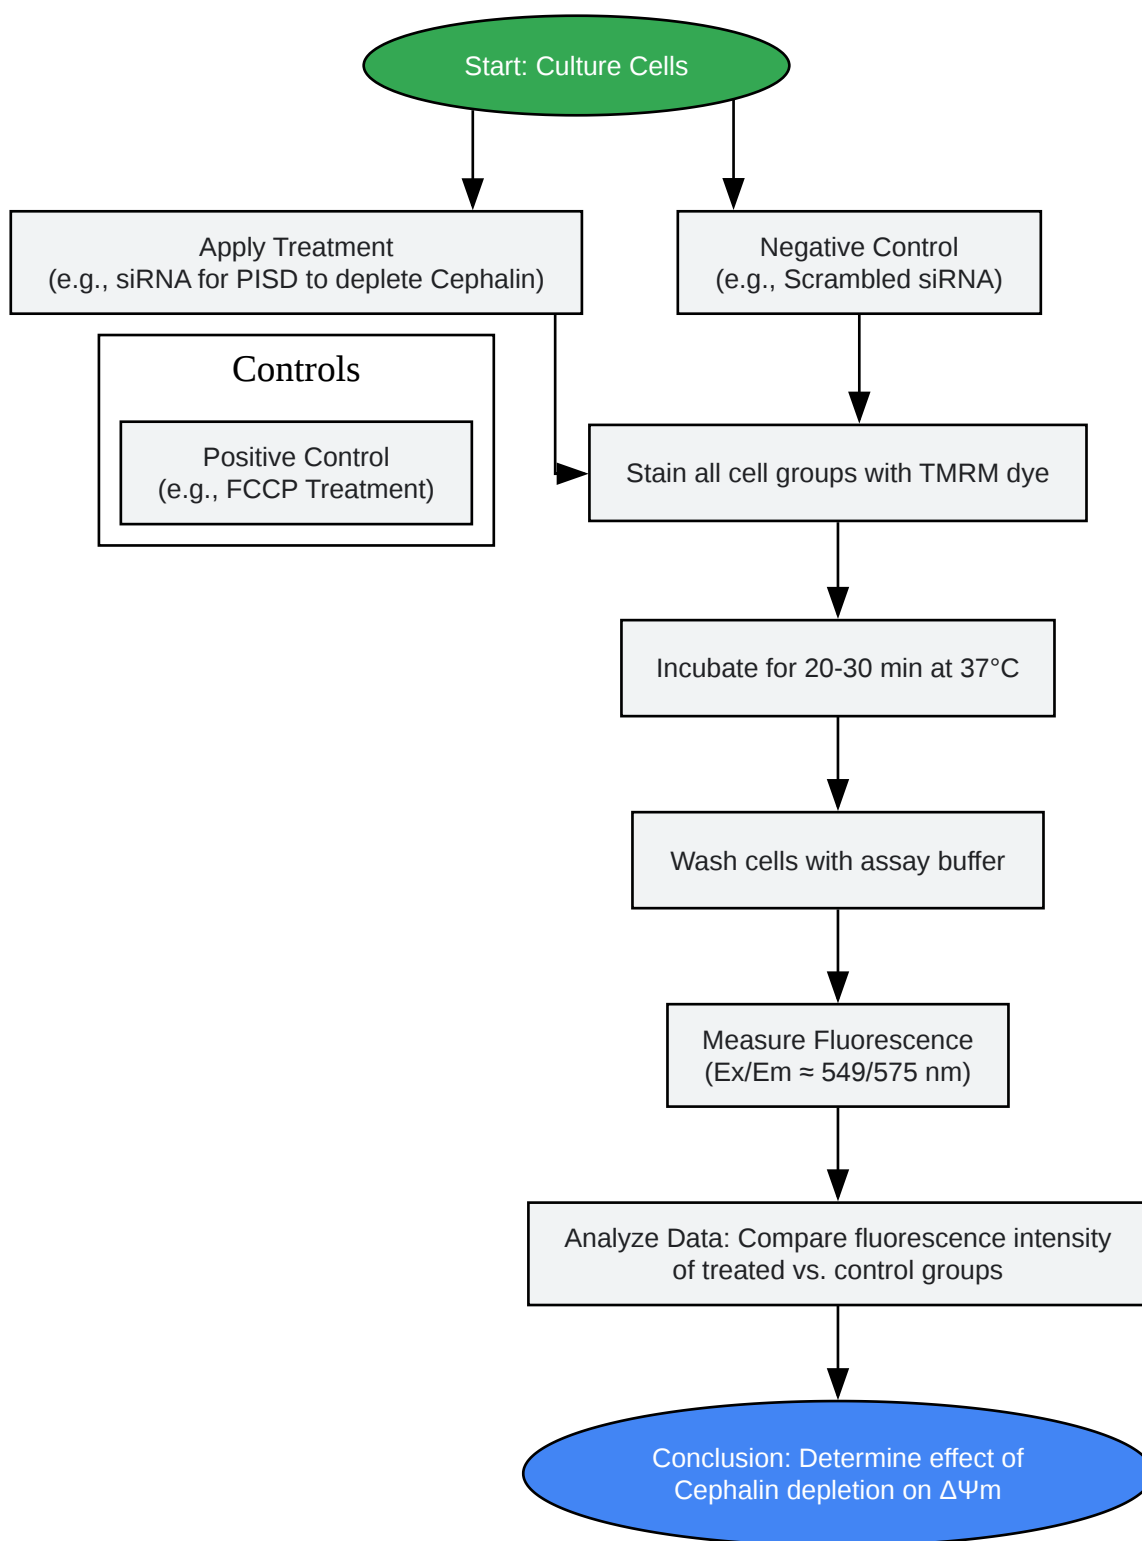 Start: Culture Cells
Apply Treatment
(e.g., siRNA for PISD to deplete Cephalin)
Negative Control
(e.g., Scrambled siRNA)
Controls
Positive Control
(e.g., FCCP Treatment)
Stain all cell groups with TMRM dye
Incubate for 20-30 min at 37°C
Wash cells with assay buffer
Measure Fluorescence
(Ex/Em ≈ 549/575 nm)
Analyze Data: Compare fluorescence intensity
of treated vs. control groups
Conclusion: Determine effect of
Cephalin depletion on ΔΨm